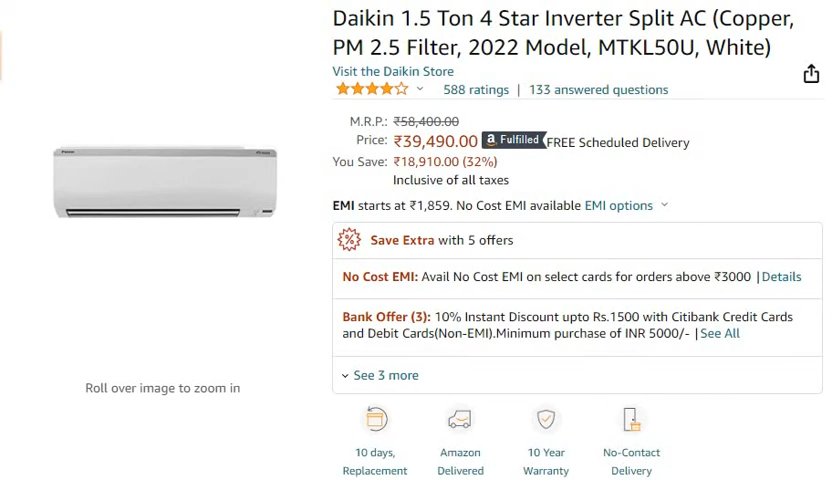 Daikin 1.5 Ton 4 Star Inverter Split AC (Copper,
PM 2.5 Filter, 2022 Model, MTKL50U, White)
Visit the Daikin Store
588 ratings | 133 answered questions
M.R.P.: ₹58,400.00
Price: ₹39,490.00 a Fulfilled FREE Scheduled Delivery
You Save: ₹18,910.00 (32%)
Inclusive of all taxes
EMI starts at ₹1,859. No Cost EMI available EMI options
% Save Extra with 5 offers
No Cost EMI: Avail No Cost EMI on select cards for orders above ₹3000 | Details
Bank Offer (3): 10% Instant Discount upto Rs.1500 with Citibank Credit Cards
and Debit Cards(Non-EMI).Minimum purchase of INR 5000/- | See All
See 3 more
Roll over image to zoom in
10 days, Amazon 10 Year No-Contact
Replacement Delivered Warranty Delivery